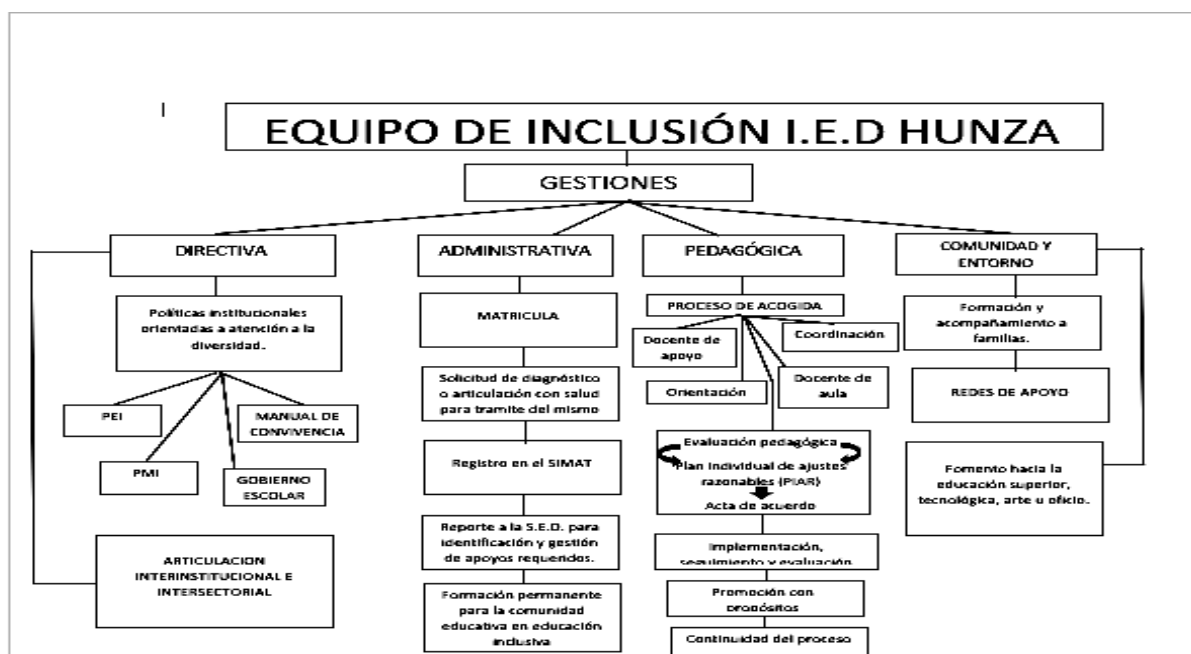 EQUIPO DE INCLUSIÓN I.E.D HUNZA
GESTIONES
DIRECTIVA
Políticas institucionales
orientadas a atención a la
diversidad.
PEI
MANUAL DE
CONVIVENCIA
PMI
GOBIERNO
ESCOLAR
ARTICULACION
INTERINSTITUCIONAL E
INTERSECTORIAL
ADMINISTRATIVA
MATRICULA
Solicitud de diagnóstico
o articulación con salud
para tramite del mismo
Registro en el SIMAT
Reporte a la S.E.D. para
identificación y gestión
de apoyos requeridos.
Formación permanente
para la comunidad
educativa en educación
inclusiva
PEDAGÓGICA
PROCESO DE ACOGIDA
Docente de
apoyo
Coordinación
Orientación
Docente de
aula
Evaluación pedagógica
Plan individual de ajustes
razonables (PIAR)
Acta de acuerdo
Implementación,
seguimiento y evaluación
Promoción con
propósitos
Continuidad del proceso
COMUNIDAD Y
ENTORNO
Formación y
acompañamiento a
familias.
REDES DE APOYO
Fomento hacia la
educación superior,
tecnológica, arte u oficio.